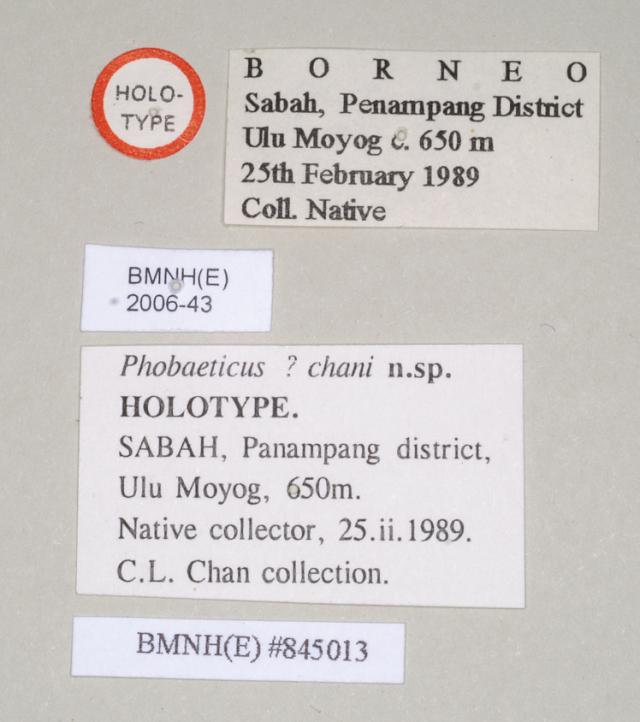 HOLO-
TYPE
B O R N E O
Sabah, Penampang District
Ulu Moyog c. 650 m
25th February 1989
Coll. Native
BMNH(E)
2006-43
Phobaeticus ? chani n.sp.
HOLOTYPE.
SABAH, Panampang district,
Ulu Moyog, 650m.
Native collector, 25.ii.1989.
C.L. Chan collection.
BMNH(E) #845013